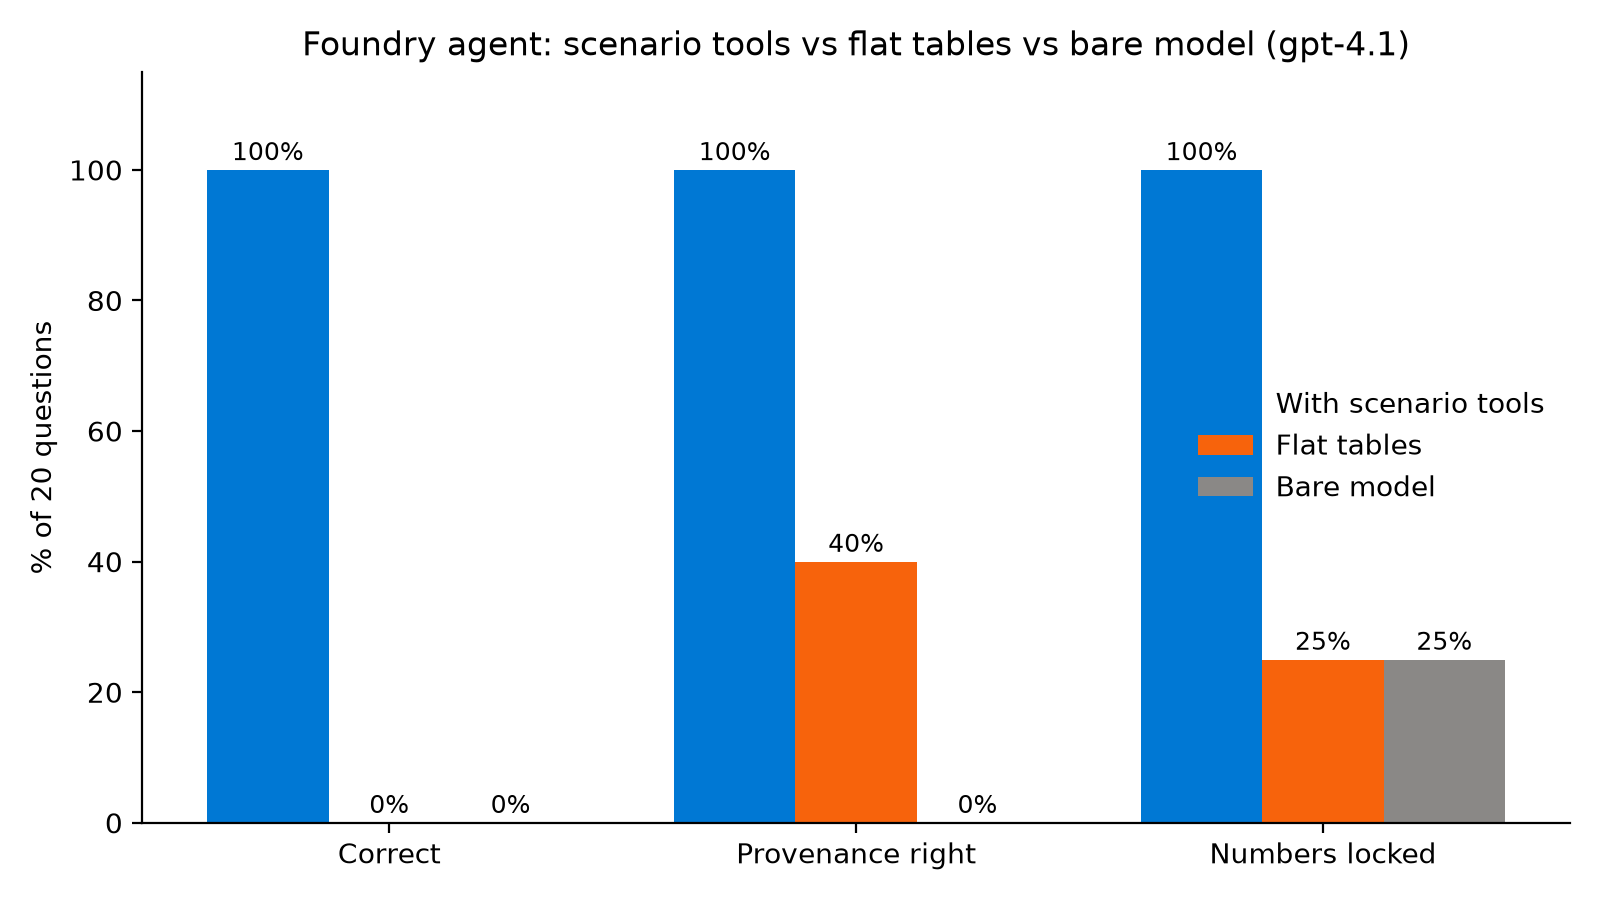 Foundry agent: scenario tools vs flat tables vs bare model (gpt-4.1)
% of 20 questions
100
80
60
40
20
0
100%
0%
0%
100%
40%
0%
100%
25%
25%
With scenario tools
Flat tables
Bare model
Correct
Provenance right
Numbers locked